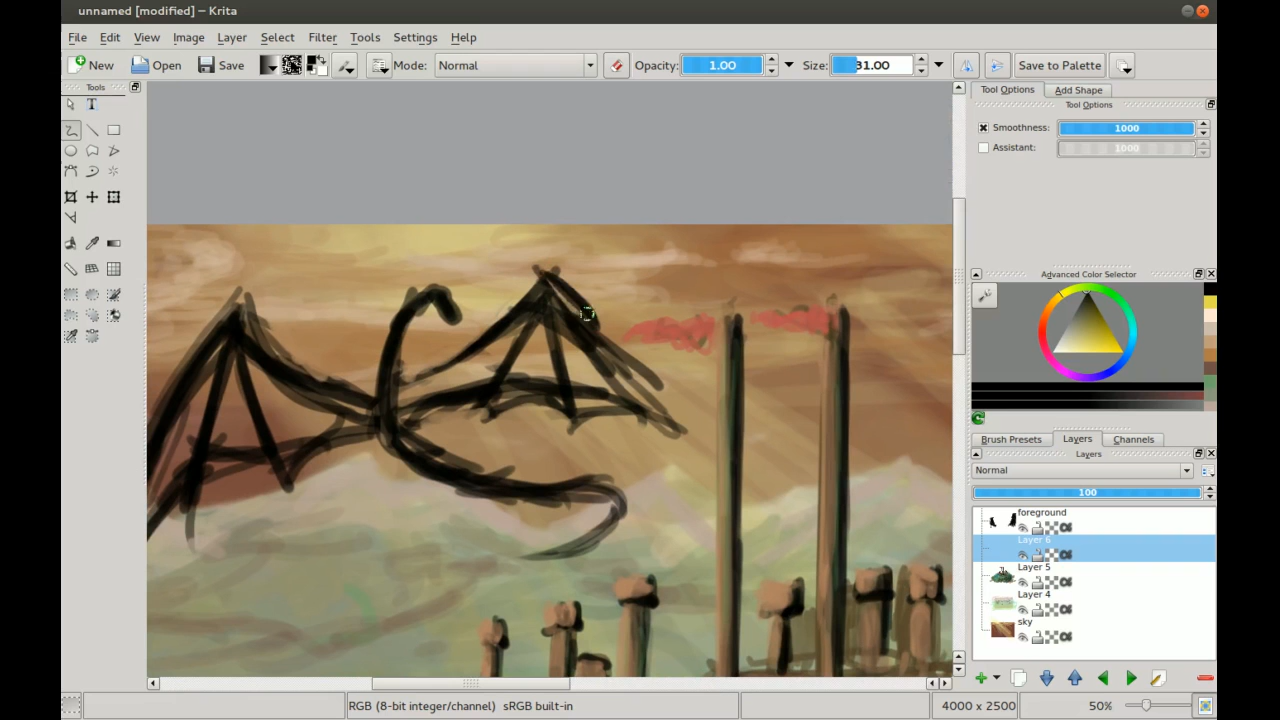 unnamed [modified] – Krita
File Edit View Image Layer Select Filter Tools Settings Help
New Open Save Mode: Normal Opacity: 1.00 Size: 31.00 Save to Palette
Tools
T
Tool Options Add Shape
Tool Options
Smoothness: 1000
Assistant: 1000
Advanced Color Selector
Brush Presets Layers Channels
Layers
Normal
100
foreground
Layer 6
Layer 5
Layer 4
sky
RGB (8-bit integer/channel) sRGB built-in 4000 x 2500 50%